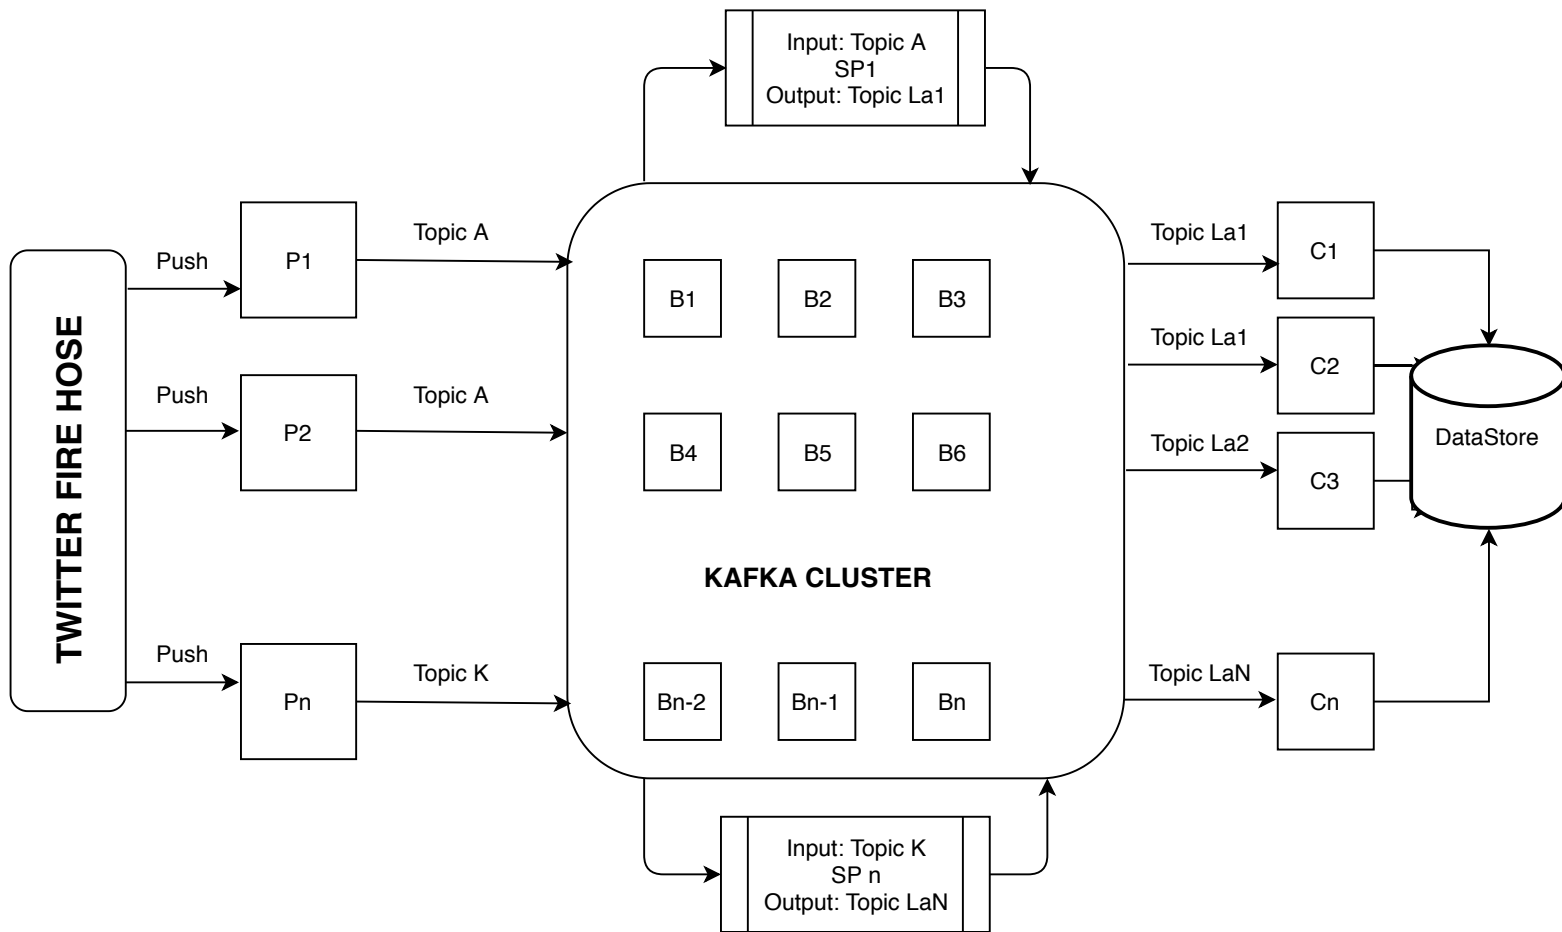 Input: Topic A
SP1
Output: Topic La1
TWITTER FIRE HOSE
Push
P1
Topic A
Push
P2
Topic A
Push
Pn
Topic K
B1
B2
B3
B4
B5
B6
KAFKA CLUSTER
Bn-2
Bn-1
Bn
Topic La1
C1
Topic La1
C2
Topic La2
C3
Topic LaN
Cn
DataStore
Input: Topic K
SP n
Output: Topic LaN